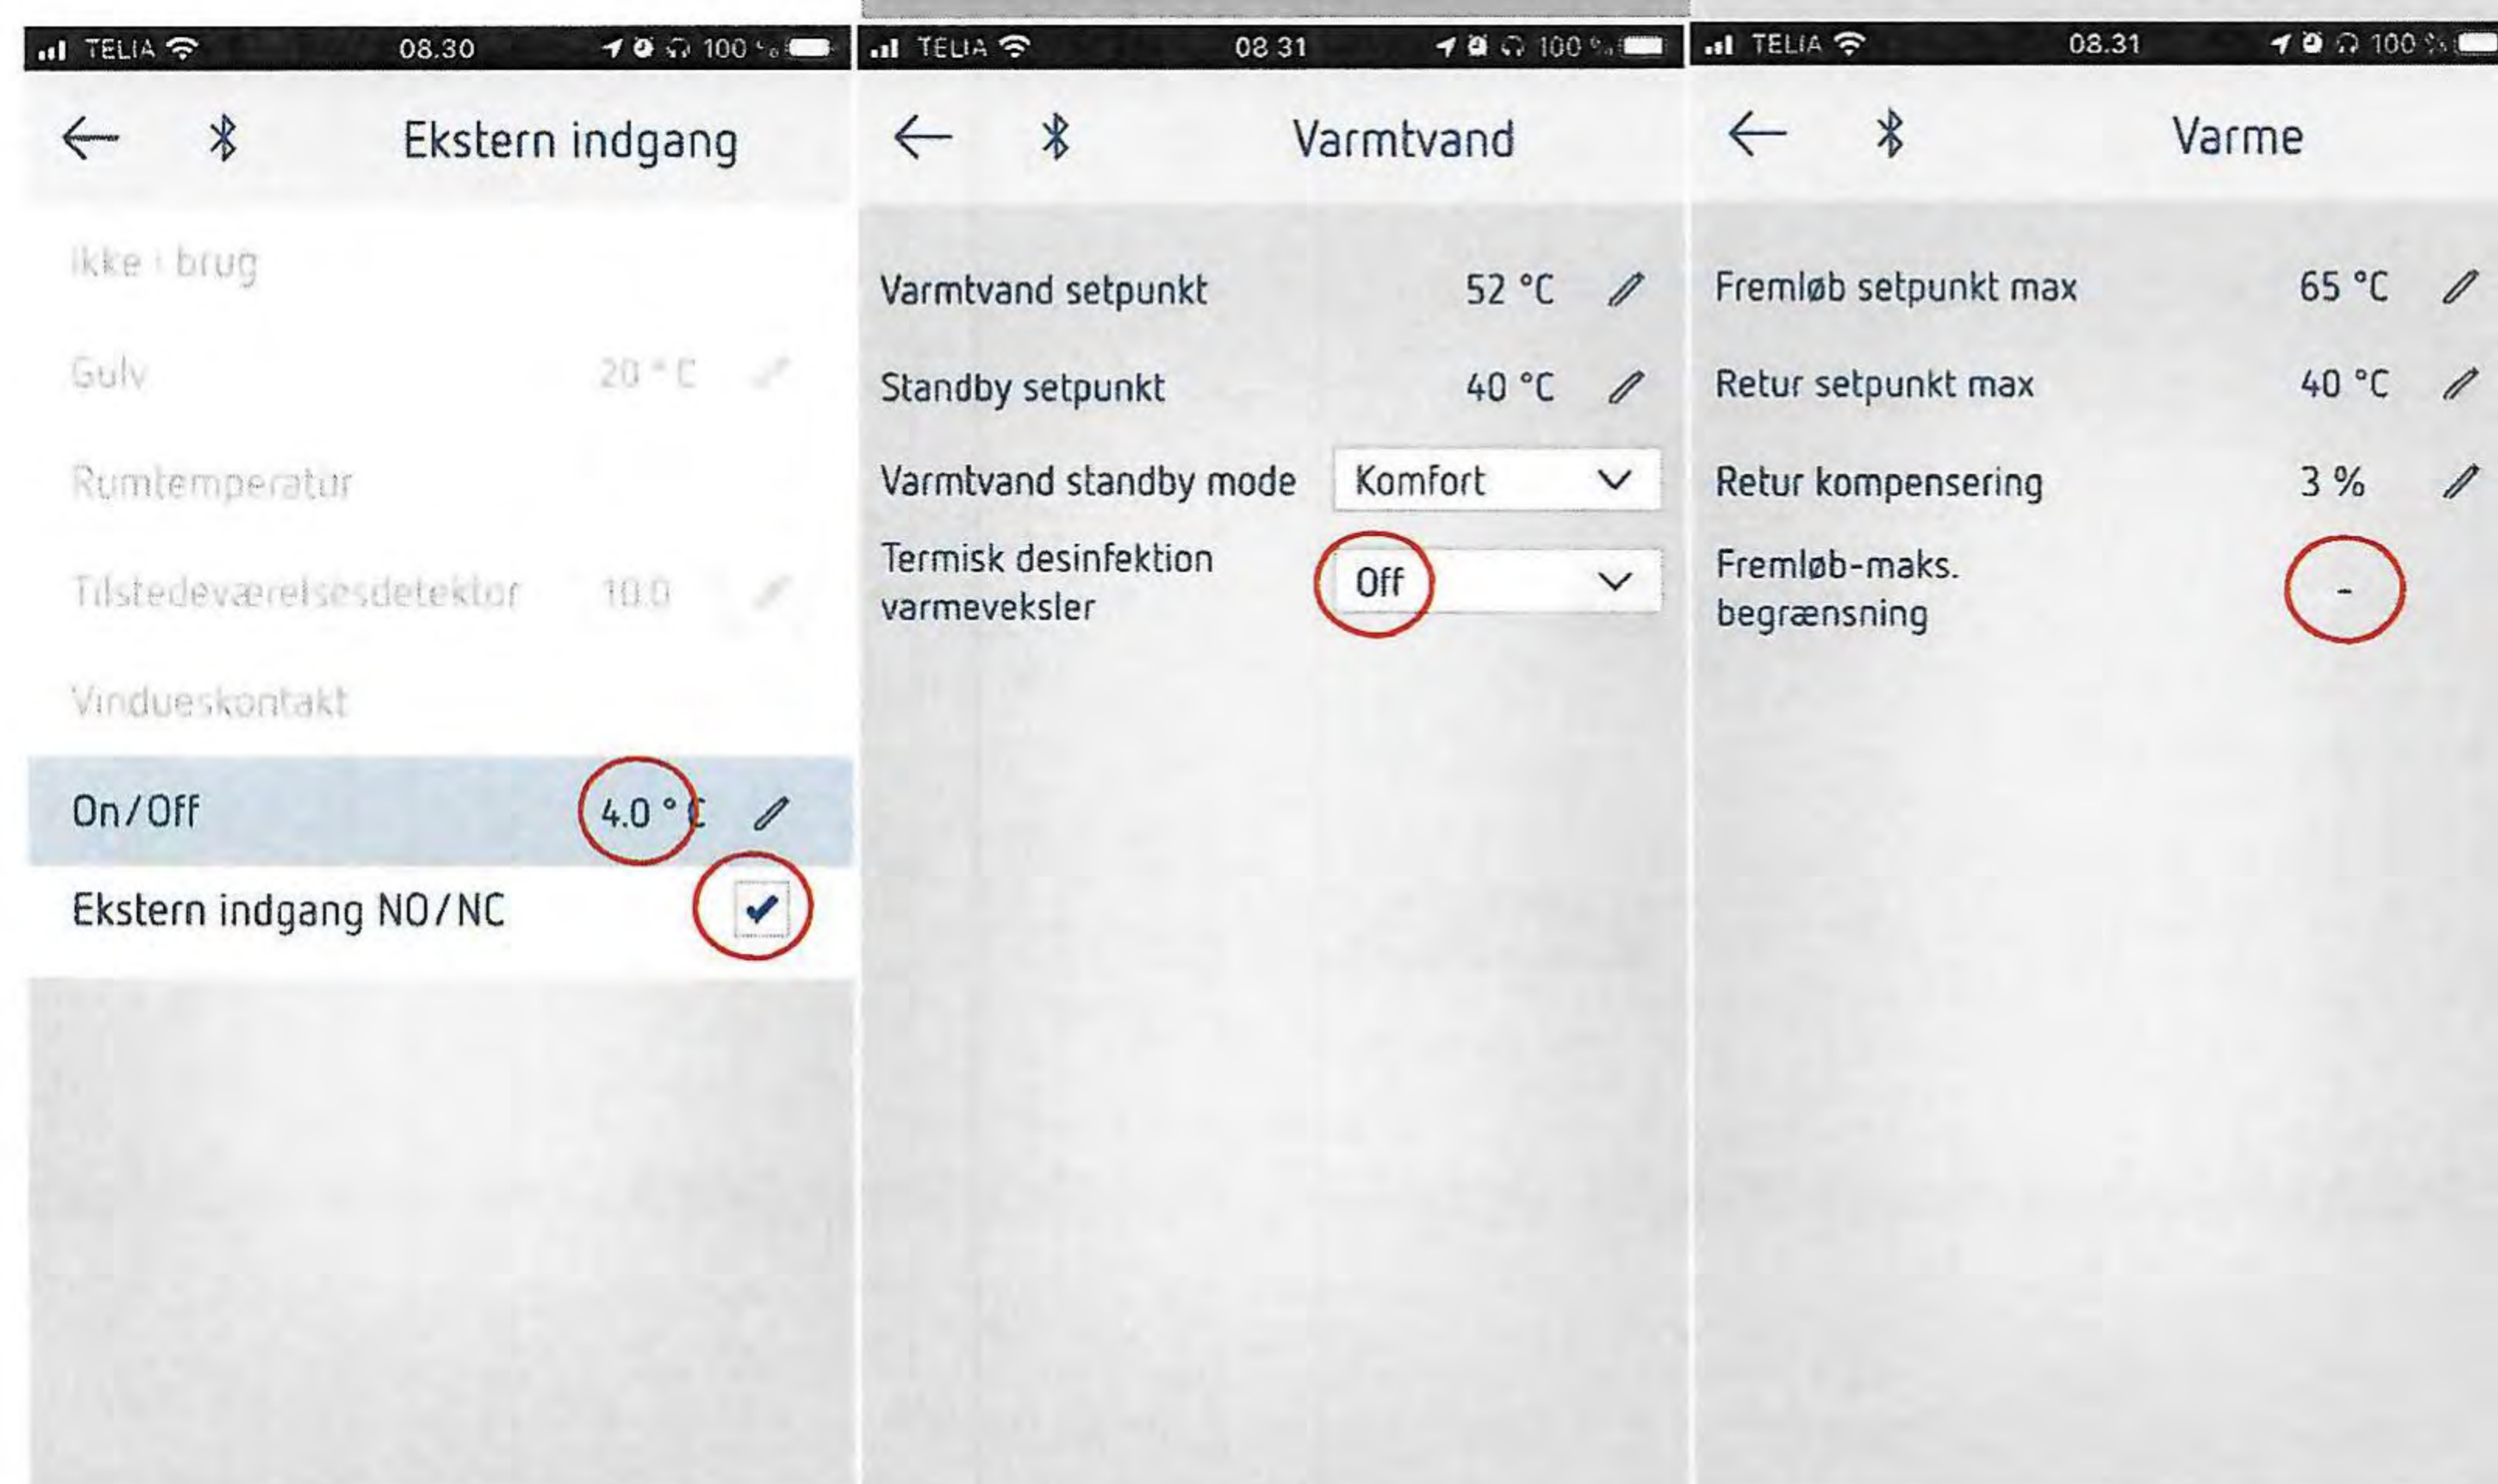 TELIA 08.30 100 %
Ekstern indgang
Ikke i brug
Gulv 20 °C
Rumtemperatur
Tilstedeværelsesdetektor 10.0
Vindueskontakt
On/Off 4.0 °C
Ekstern indgang NO/NC
TELIA 08 31 100 %
Varmtvand
Varmtvand setpunkt 52 °C
Standby setpunkt 40 °C
Varmtvand standby mode Komfort
Termisk desinfektion
varmeveksler Off
TELIA 08.31 100 %
Varme
Fremløb setpunkt max 65 °C
Retur setpunkt max 40 °C
Retur kompensering 3 %
Fremløb-maks.
begrænsning -